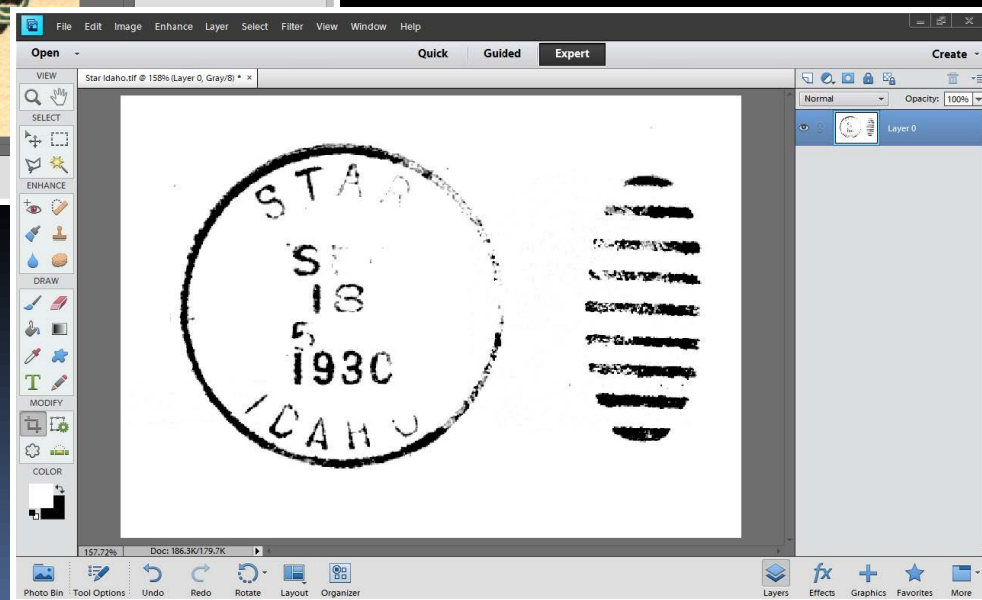 File Edit Image Enhance Layer Select Filter View Window Help
Open Quick Guided Expert Create
VIEW
Star Idaho.tif @ 158% (Layer 0, Gray/8) * ×
Normal Opacity: 100%
SELECT
Layer 0
ENHANCE
DRAW
MODIFY
COLOR
STAR
S
18
5
1930
IDAHO
157.72% Doc: 186.3K/179.7K
Photo Bin Tool Options Undo Redo Rotate Layout Organizer Layers Effects Graphics Favorites More